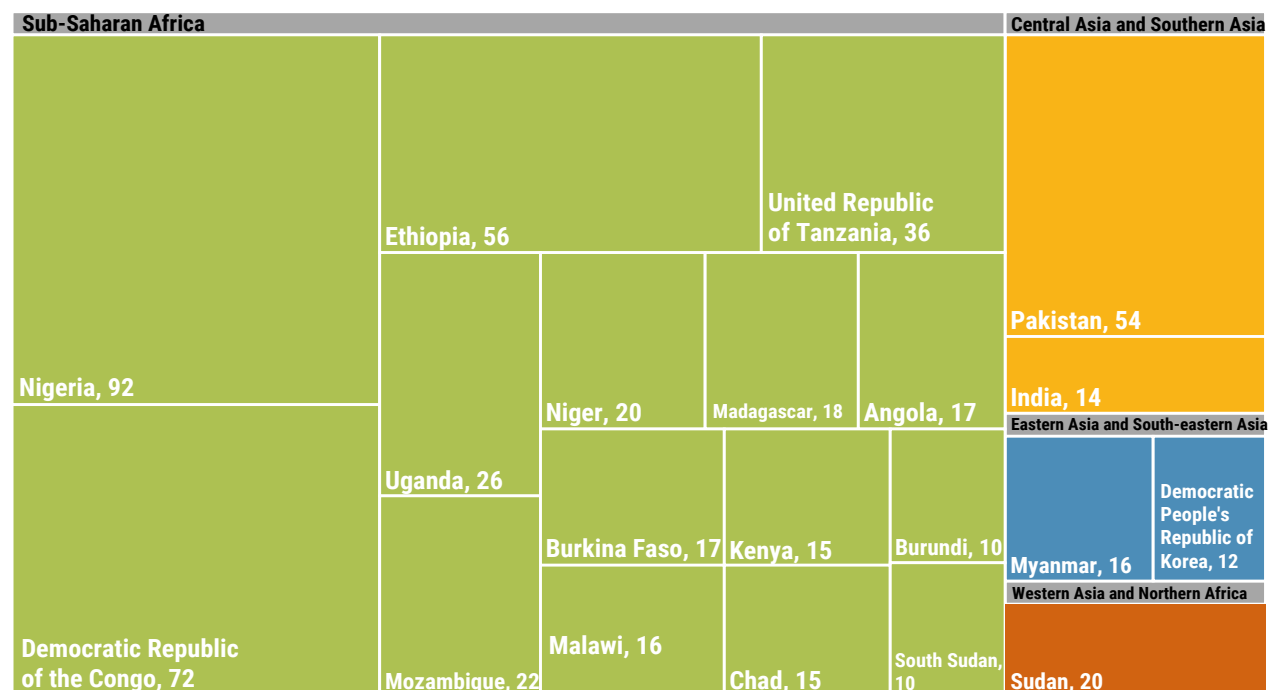 Sub-Saharan Africa
Nigeria, 92
Democratic Republic
of the Congo, 72
Ethiopia, 56
United Republic
of Tanzania, 36
Uganda, 26
Mozambique, 22
Niger, 20
Madagascar, 18
Angola, 17
Burkina Faso, 17
Kenya, 15
Burundi, 10
Malawi, 16
Chad, 15
South Sudan,
10
Central Asia and Southern Asia
Pakistan, 54
India, 14
Eastern Asia and South-eastern Asia
Myanmar, 16
Democratic
People's
Republic of
Korea, 12
Western Asia and Northern Africa
Sudan, 20